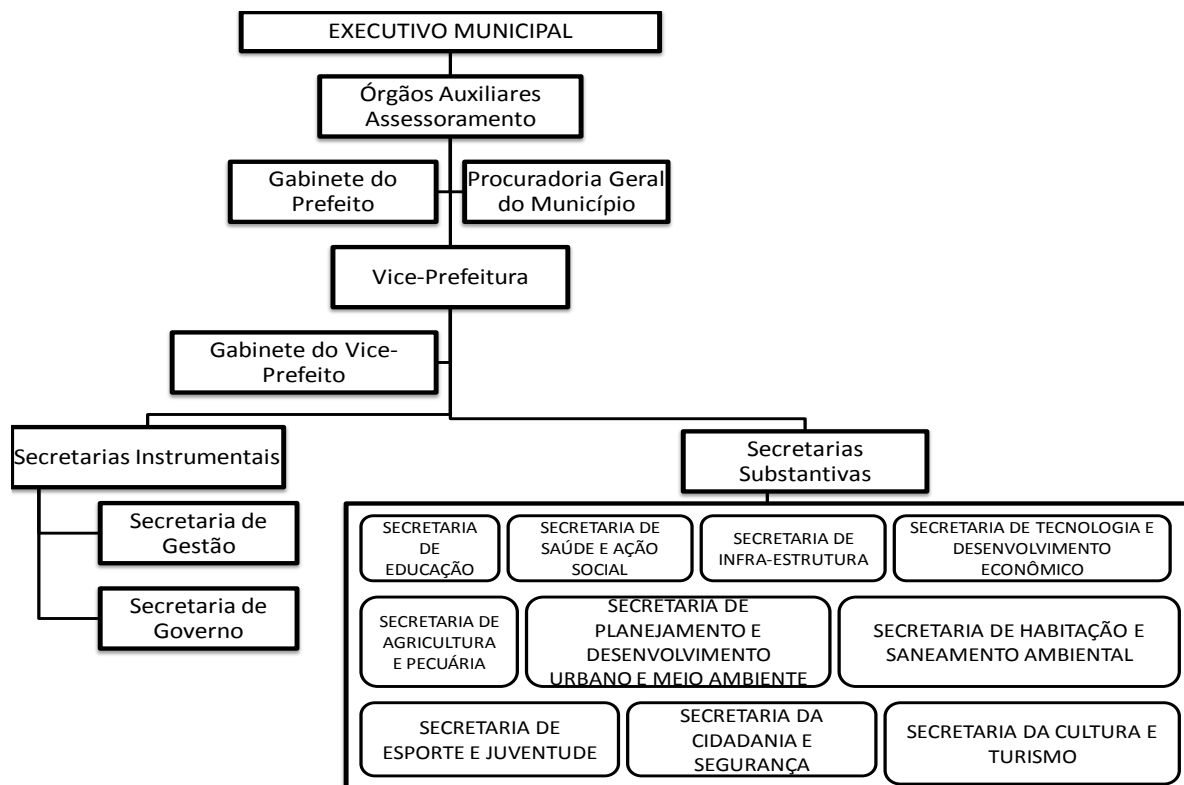 EXECUTIVO MUNICIPAL
Órgãos Auxiliares
Assessoramento
Gabinete do
Prefeito
Procuradoria Geral
do Município
Vice-Prefeitura
Gabinete do Vice-
Prefeito
Secretarias Instrumentais
Secretaria de
Gestão
Secretaria de
Governo
Secretarias
Substantivas
SECRETARIA
DE
EDUCAÇÃO
SECRETARIA DE
SAÚDE E AÇÃO
SOCIAL
SECRETARIA DE
INFRA-ESTRUTURA
SECRETARIA DE TECNOLOGIA E
DESENVOLVIMENTO
ECONÔMICO
SECRETARIA DE
AGRICULTURA
E PECUÁRIA
SECRETARIA DE
PLANEJAMENTO E
DESENVOLVIMENTO
URBANO E MEIO AMBIENTE
SECRETARIA DE HABITAÇÃO E
SANEAMENTO AMBIENTAL
SECRETARIA DE
ESPORTE E JUVENTUDE
SECRETARIA DA
CIDADANIA E
SEGURANÇA
SECRETARIA DA CULTURA E
TURISMO